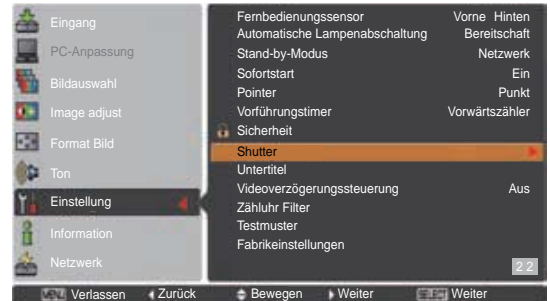 Eingang
PC-Anpassung
Bildauswahl
Image adjust
Format Bild
Ton
Einstellung
Information
Netzwerk
Fernbedienungssensor Vorne Hinten
Automatische Lampenabschaltung Bereitschaft
Stand-by-Modus Netzwerk
Sofortstart Ein
Pointer Punkt
Vorführungstimer Vorwärtszähler
Sicherheit
Shutter
Untertitel
Videoverzögerungssteuerung Aus
Zähluhr Filter
Testmuster
Fabrikeinstellungen
2 2
MENU Verlassen Zurück Bewegen Weiter SELECT Weiter